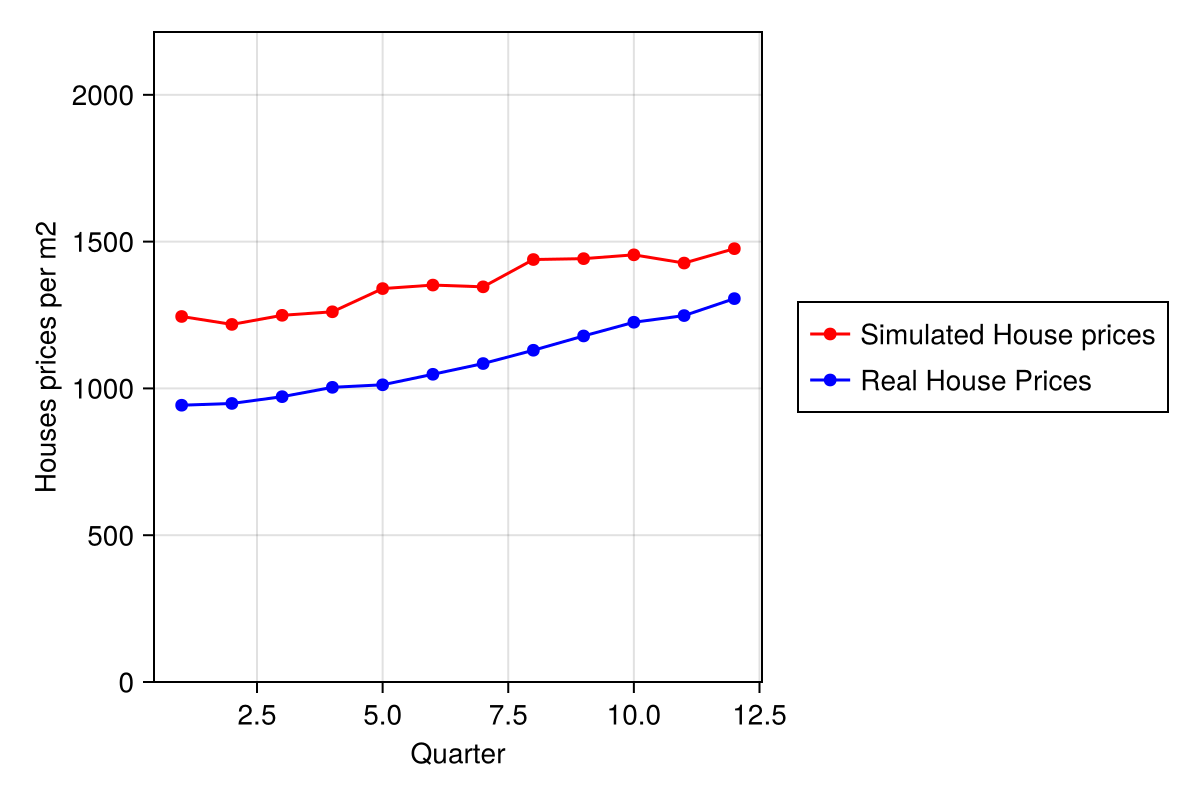 2000
1500
1000
500
0
Houses prices per m2
2.5 5.0 7.5 10.0 12.5
Quarter
Simulated House prices
Real House Prices